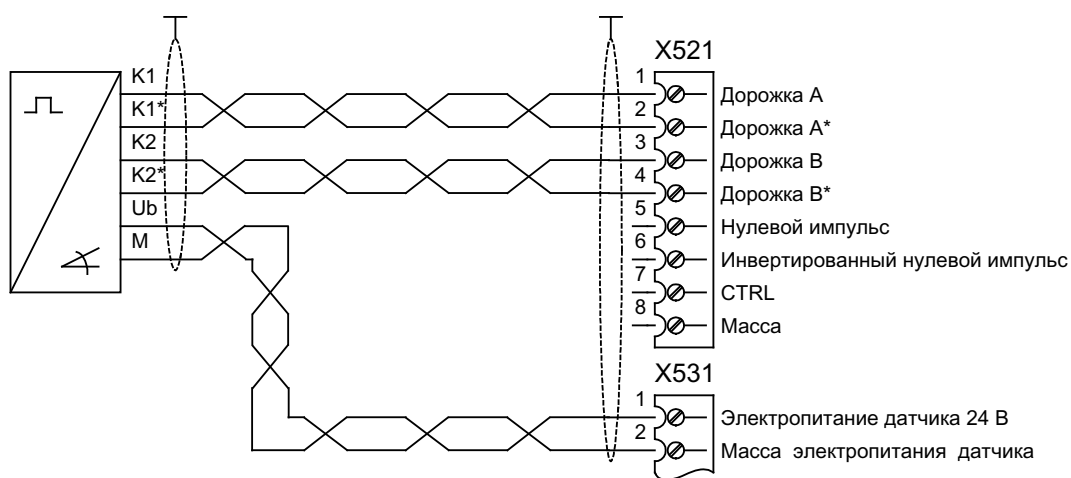 X521
K1
K1*
K2
K2*
Ub
M
1 Дорожка A
2 Дорожка A*
3 Дорожка B
4 Дорожка B*
5 Нулевой импульс
6 Инвертированный нулевой импульс
7 CTRL
8 Масса
X531
1 Электропитание датчика 24 В
2 Масса электропитания датчика